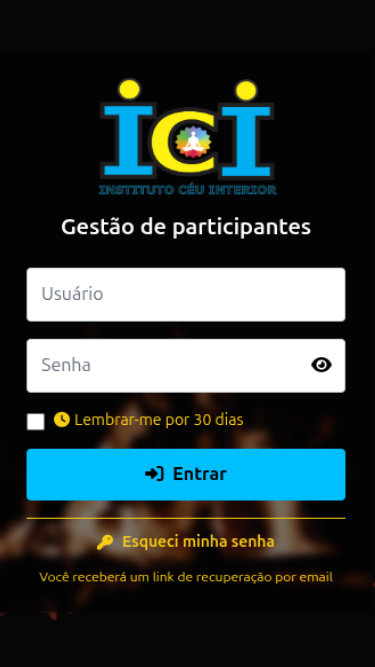 ICI
INSTITUTO CÉU INTERIOR
Gestão de participantes
Usuário
Senha
Lembrar-me por 30 dias
Entrar
Esqueci minha senha
Você receberá um link de recuperação por email